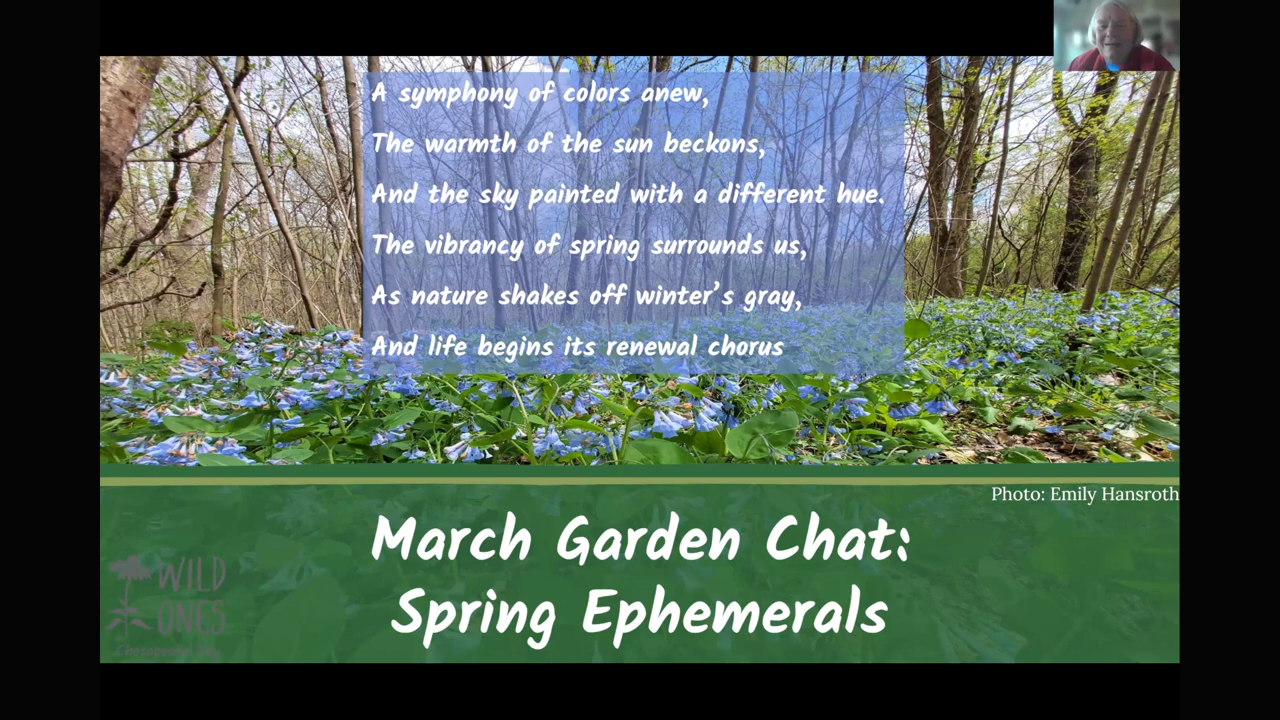 A symphony of colors anew,
The warmth of the sun beckons,
And the sky painted with a different hue.
The vibrancy of spring surrounds us,
As nature shakes off winter's gray,
And life begins its renewal chorus
Photo: Emily Hansroth
March Garden Chat:
Spring Ephemerals
WILD
ONES
Chesapeake Bay